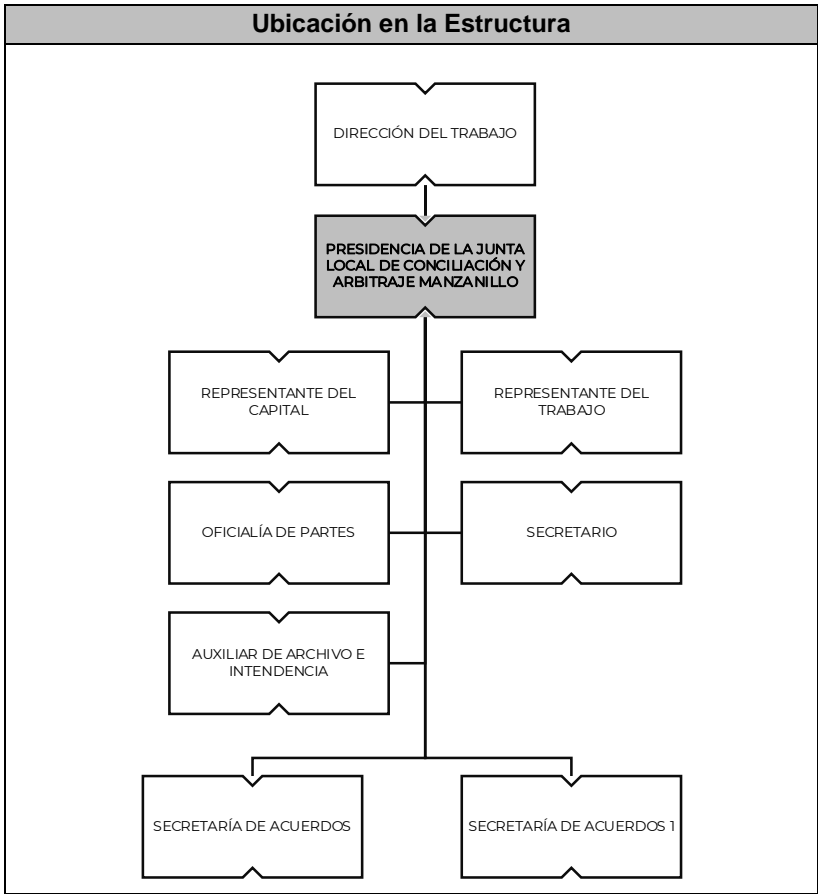 Ubicación en la Estructura
DIRECCIÓN DEL TRABAJO
PRESIDENCIA DE LA JUNTA
LOCAL DE CONCILIACIÓN Y
ARBITRAJE MANZANILLO
REPRESENTANTE DEL
CAPITAL
REPRESENTANTE DEL
TRABAJO
OFICIALÍA DE PARTES
SECRETARIO
AUXILIAR DE ARCHIVO E
INTENDENCIA
SECRETARÍA DE ACUERDOS
SECRETARÍA DE ACUERDOS 1